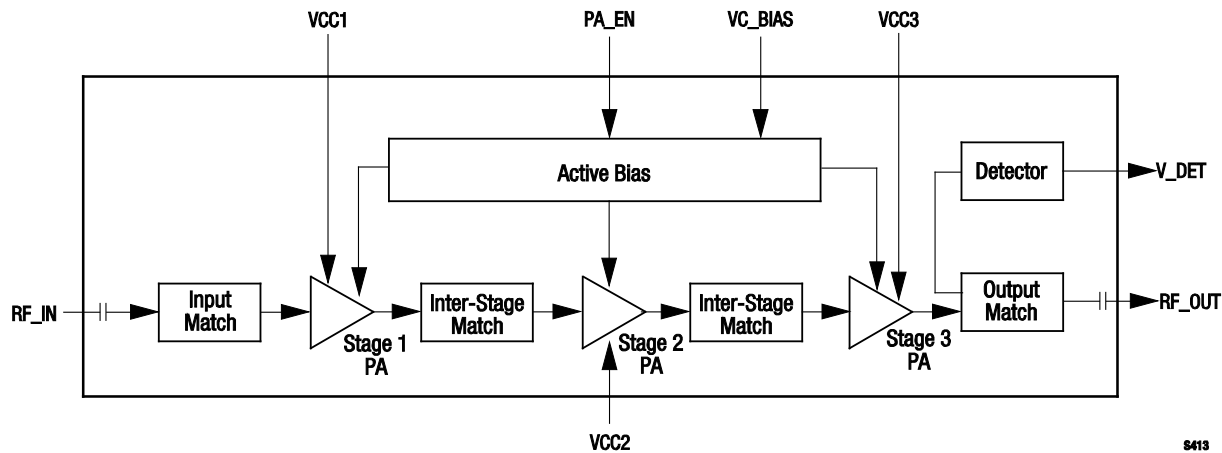 VCC1
PA_EN
VC_BIAS
VCC3
Active Bias
Detector
V_DET
RF_IN
Input
Match
Stage 1
PA
Inter-Stage
Match
Stage 2
PA
Inter-Stage
Match
Stage 3
PA
Output
Match
RF_OUT
VCC2
S413